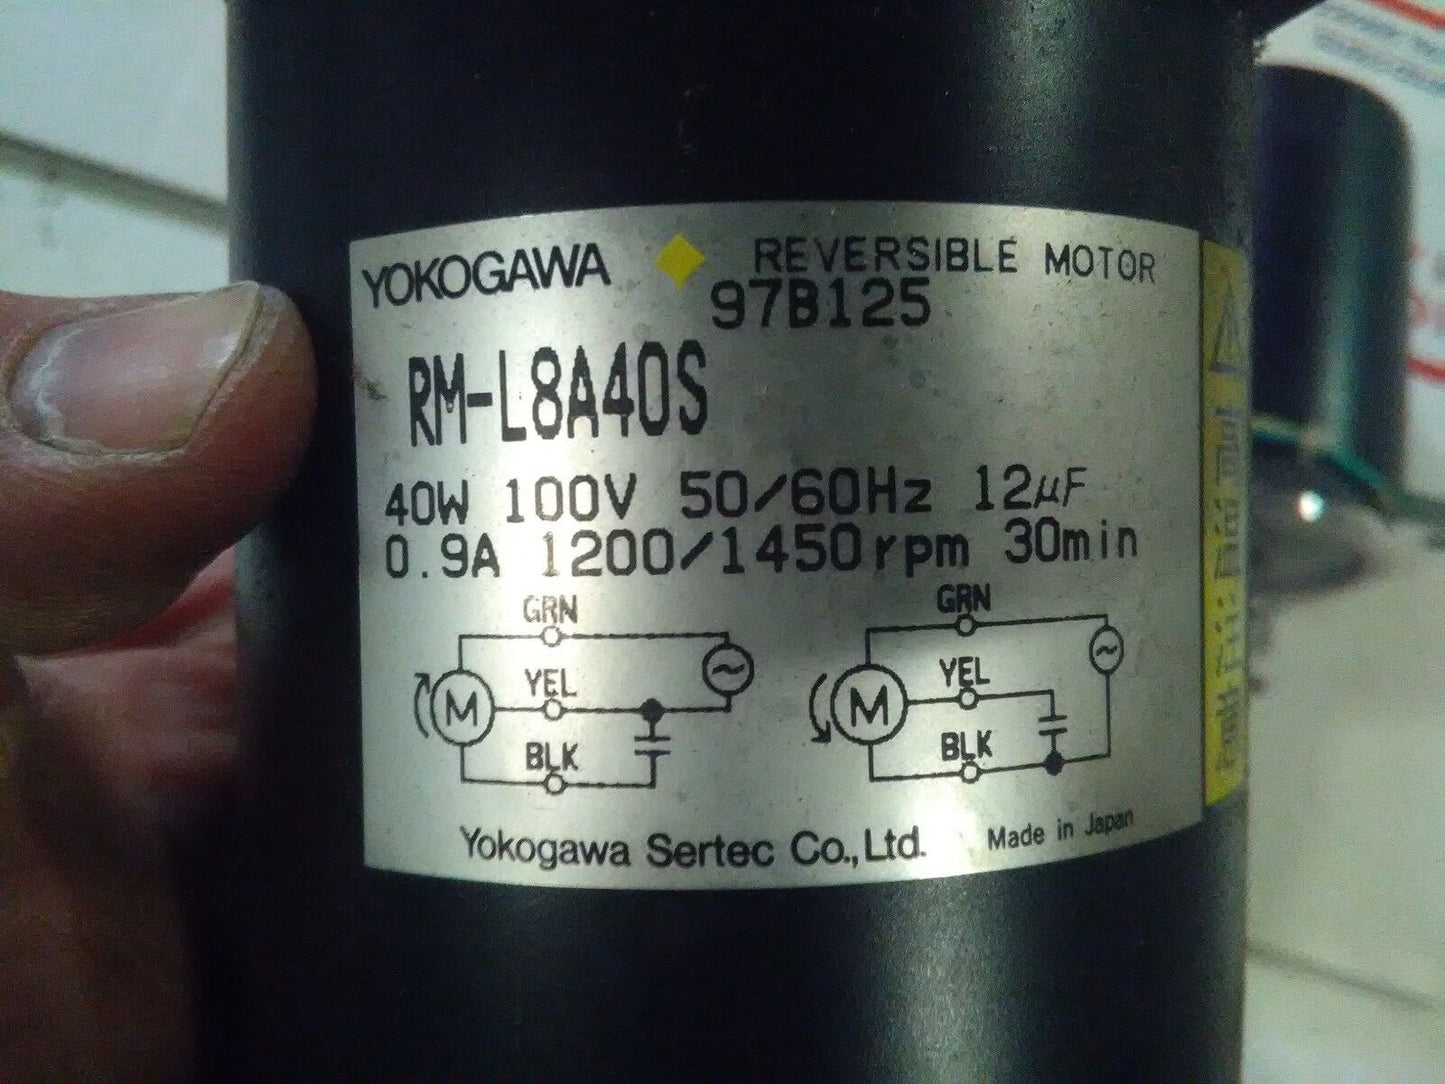 YOKOGAWA REVERSIBLE MOTOR
97B125
RM-L8A40S
40W 100V 50/60Hz 12μF
0.9A 1200/1450rpm 30min
GRN
YEL
BLK
M
~
GRN
YEL
BLK
M
~
Yokogawa Sertec Co., Ltd. Made in Japan